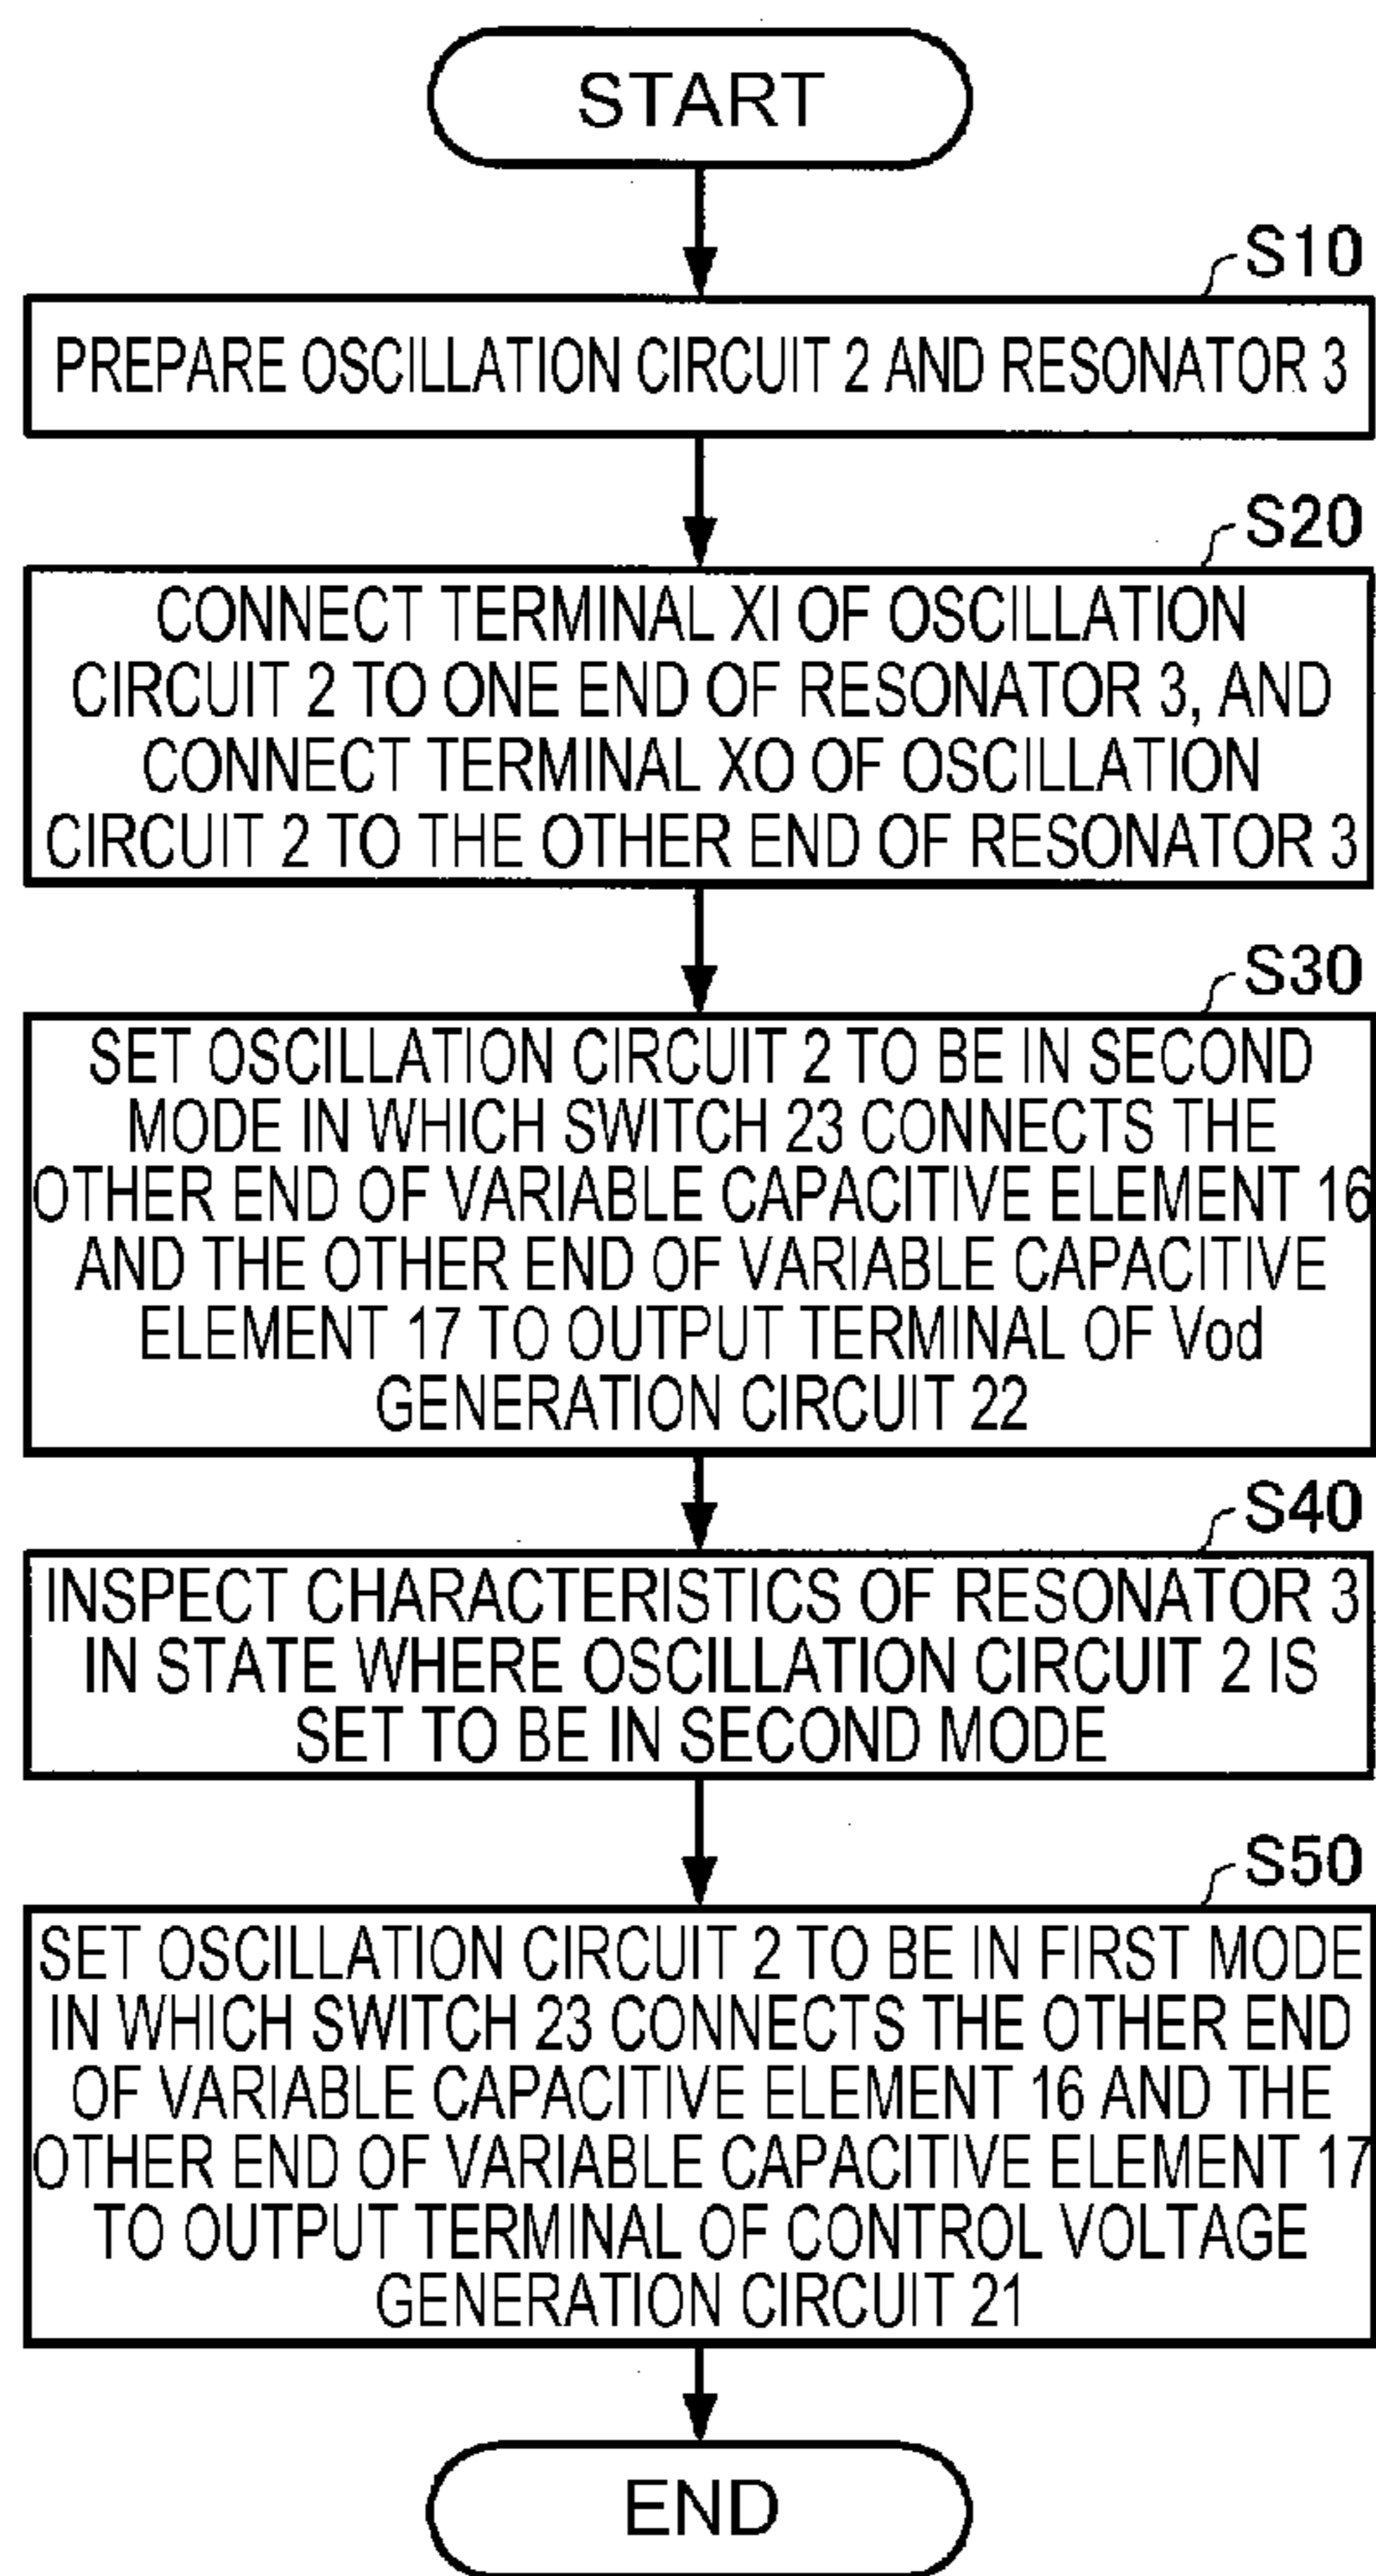 START
S10
PREPARE OSCILLATION CIRCUIT 2 AND RESONATOR 3
S20
CONNECT TERMINAL XI OF OSCILLATION
CIRCUIT 2 TO ONE END OF RESONATOR 3, AND
CONNECT TERMINAL XO OF OSCILLATION
CIRCUIT 2 TO THE OTHER END OF RESONATOR 3
S30
SET OSCILLATION CIRCUIT 2 TO BE IN SECOND
MODE IN WHICH SWITCH 23 CONNECTS THE
OTHER END OF VARIABLE CAPACITIVE ELEMENT 16
AND THE OTHER END OF VARIABLE CAPACITIVE
ELEMENT 17 TO OUTPUT TERMINAL OF Vod
GENERATION CIRCUIT 22
S40
INSPECT CHARACTERISTICS OF RESONATOR 3
IN STATE WHERE OSCILLATION CIRCUIT 2 IS
SET TO BE IN SECOND MODE
S50
SET OSCILLATION CIRCUIT 2 TO BE IN FIRST MODE
IN WHICH SWITCH 23 CONNECTS THE OTHER END
OF VARIABLE CAPACITIVE ELEMENT 16 AND THE
OTHER END OF VARIABLE CAPACITIVE ELEMENT 17
TO OUTPUT TERMINAL OF CONTROL VOLTAGE
GENERATION CIRCUIT 21
END